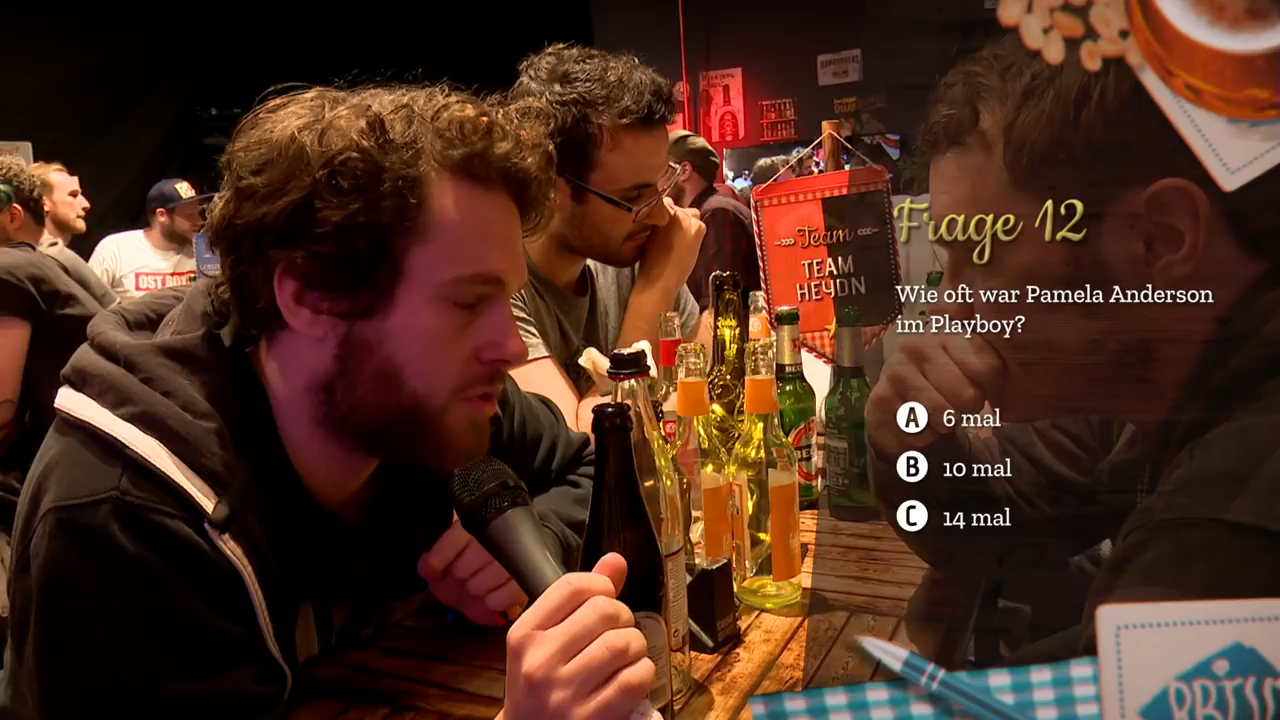 Frage 12
Wie oft war Pamela Anderson
im Playboy?
A 6 mal
B 10 mal
C 14 mal
Team
TEAM
HEYDN
OST BOY